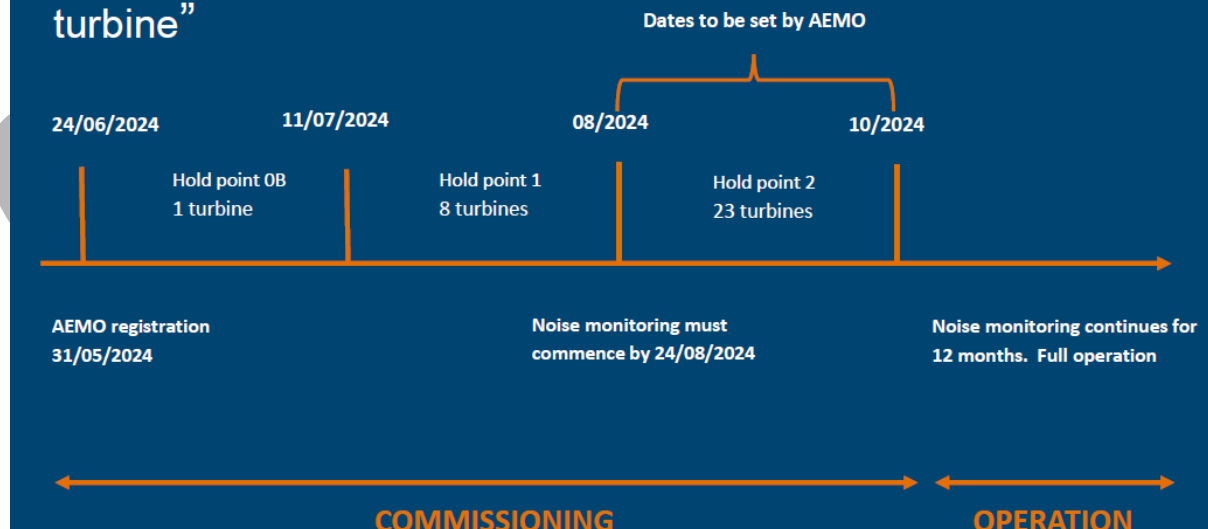 turbine”
Dates to be set by AEMO
24/06/2024
11/07/2024
08/2024
10/2024
Hold point 0B
1 turbine
Hold point 1
8 turbines
Hold point 2
23 turbines
AEMO registration
31/05/2024
Noise monitoring must
commence by 24/08/2024
Noise monitoring continues for
12 months.  Full operation
COMMISSIONING
OPERATION